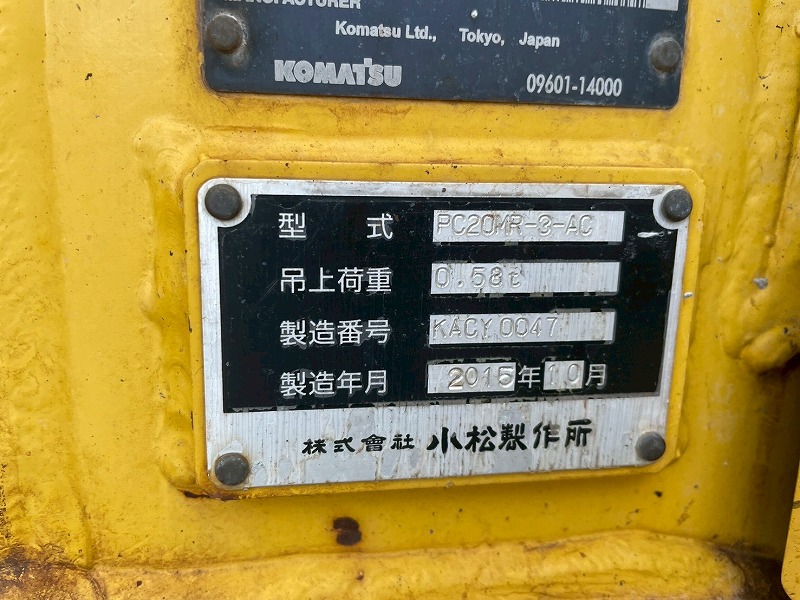 MANUFACTURER
Komatsu Ltd., Tokyo, Japan
KOMATSU 09601-14000
型式 PC20MR-3-AC
吊上荷重 0.58t
製造番号 KACY0047
製造年月 2015年10月
株式會社 小松製作所